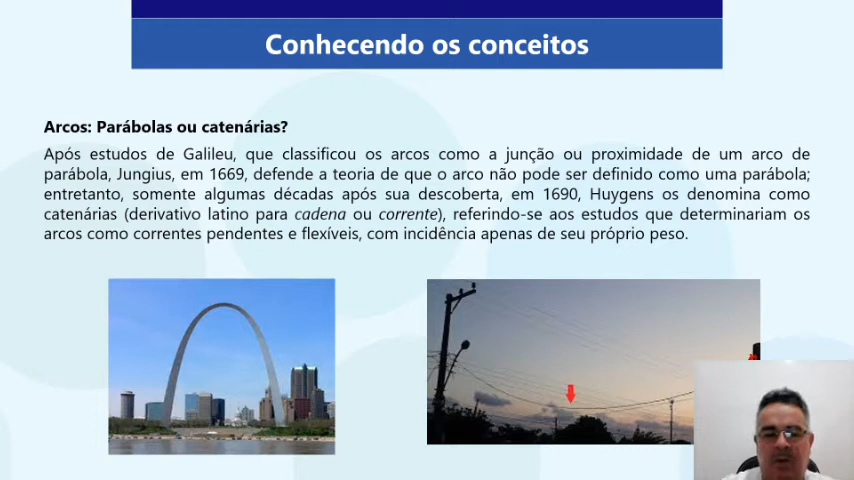 Conhecendo os conceitos
Arcos: Parábolas ou catenárias?
Após estudos de Galileu, que classificou os arcos como a junção ou proximidade de um arco de
parábola, Jungius, em 1669, defende a teoria de que o arco não pode ser definido como uma parábola;
entretanto, somente algumas décadas após sua descoberta, em 1690, Huygens os denomina como
catenárias (derivativo latino para cadena ou corrente), referindo-se aos estudos que determinariam os
arcos como correntes pendentes e flexíveis, com incidência apenas de seu próprio peso.